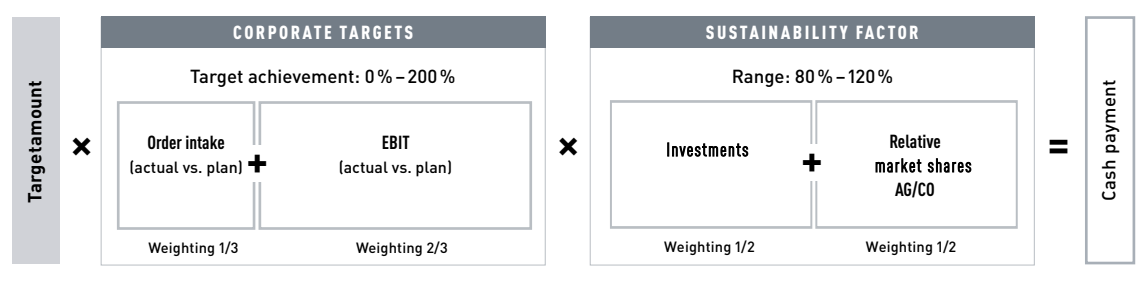 CORPORATE TARGETS
SUSTAINABILITY FACTOR
Target achievement: 0 % – 200 %
Range: 80 % – 120 %
Targetamount
×
Order intake
(actual vs. plan)
+
EBIT
(actual vs. plan)
×
Investments
+
Relative
market shares
AG/CO
=
Cash payment
Weighting 1/3
Weighting 2/3
Weighting 1/2
Weighting 1/2